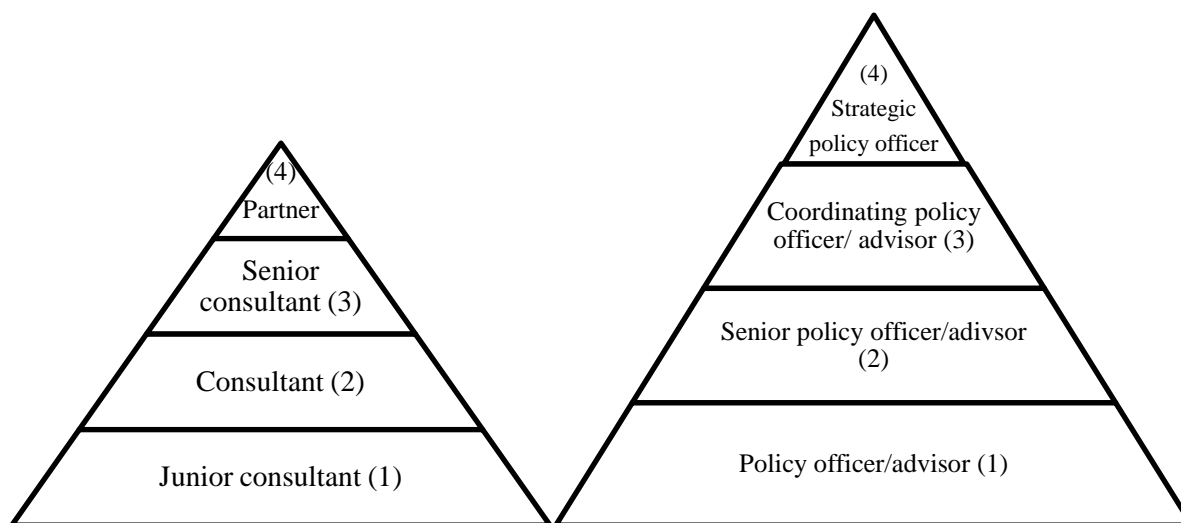 (4)
Partner
Senior
consultant (3)
Consultant (2)
Junior consultant (1)
(4)
Strategic
policy officer
Coordinating policy
officer/ advisor (3)
Senior policy officer/adivsor
(2)
Policy officer/advisor (1)